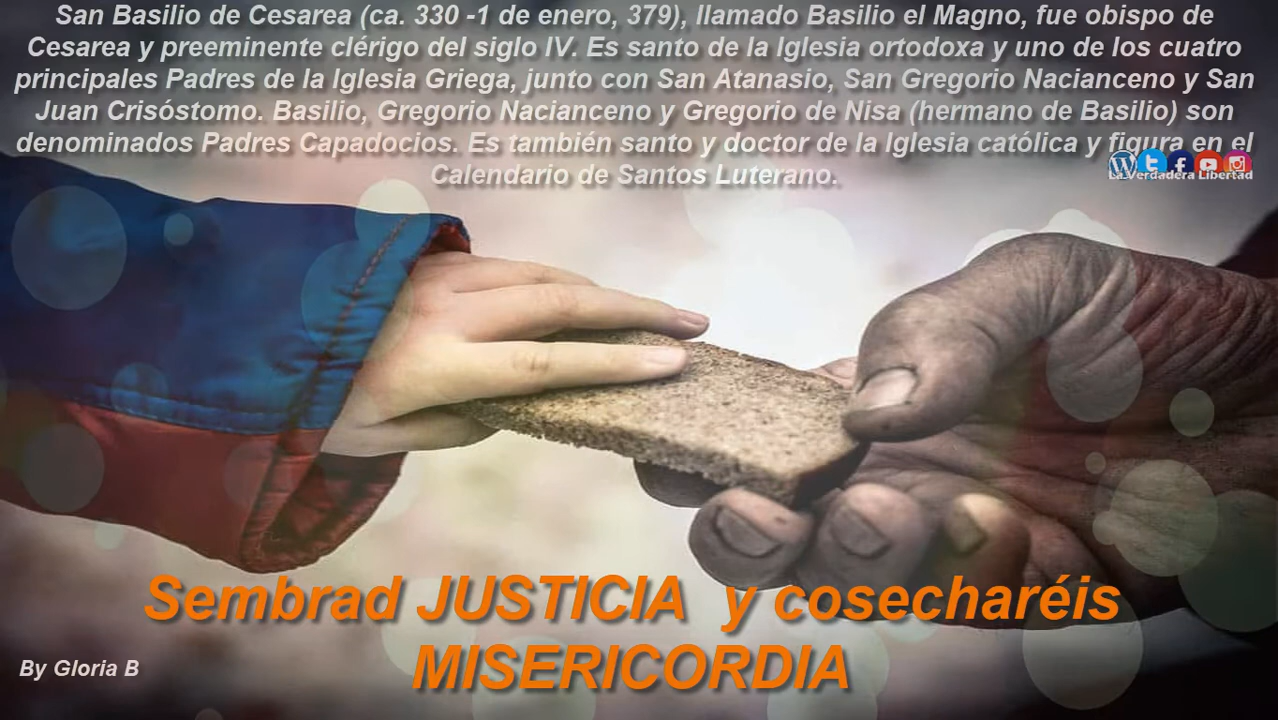 San Basilio de Cesarea (ca. 330 -1 de enero, 379), llamado Basilio el Magno, fue obispo de
Cesarea y preeminente clérigo del siglo IV. Es santo de la Iglesia ortodoxa y uno de los cuatro
principales Padres de la Iglesia Griega, junto con San Atanasio, San Gregorio Nacianceno y San
Juan Crisóstomo. Basilio, Gregorio Nacianceno y Gregorio de Nisa (hermano de Basilio) son
denominados Padres Capadocios. Es también santo y doctor de la Iglesia católica y figura en el
Calendario de Santos Luterano.
La Verdadera Libertad
Sembrad JUSTICIA y cosecharéis
MISERICORDIA
By Gloria B